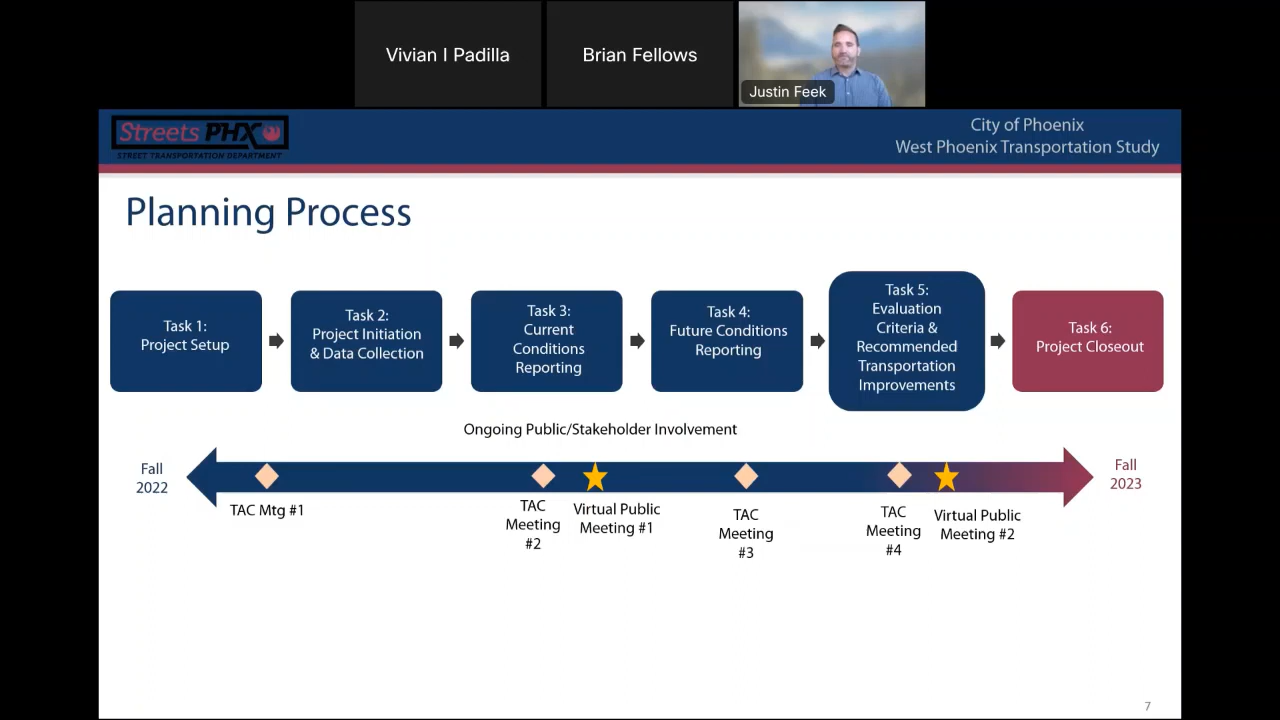 Vivian I Padilla
Brian Fellows
Justin Feek
Streets PHX
STREET TRANSPORTATION DEPARTMENT
City of Phoenix
West Phoenix Transportation Study
Planning Process
Task 1:
Project Setup
Task 2:
Project Initiation
& Data Collection
Task 3:
Current
Conditions
Reporting
Task 4:
Future Conditions
Reporting
Task 5:
Evaluation
Criteria &
Recommended
Transportation
Improvements
Task 6:
Project Closeout
Ongoing Public/Stakeholder Involvement
Fall
2022
TAC Mtg #1
TAC
Meeting
#2
Virtual Public
Meeting #1
TAC
Meeting
#3
TAC
Meeting
#4
Virtual Public
Meeting #2
Fall
2023
7